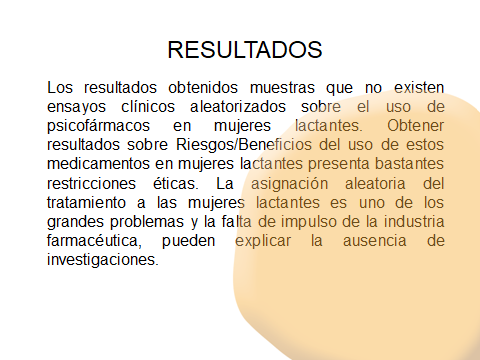 RESULTADOS
Los resultados obtenidos muestras que no existen
ensayos clínicos aleatorizados sobre el uso de
psicofármacos en mujeres lactantes. Obtener
resultados sobre Riesgos/Beneficios del uso de estos
medicamentos en mujeres lactantes presenta bastantes
restricciones éticas. La asignación aleatoria del
tratamiento a las mujeres lactantes es uno de los
grandes problemas y la falta de impulso de la industria
farmacéutica, pueden explicar la ausencia de
investigaciones.